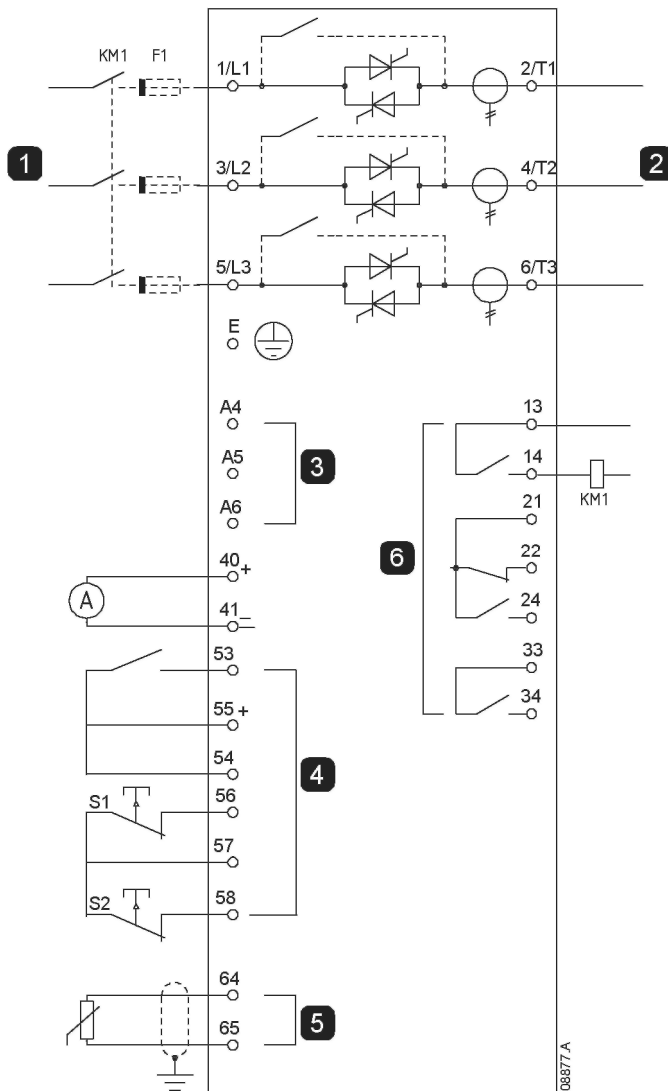 KM1 F1 1/L1 2/T1
1 2
3/L2 4/T2
5/L3 6/T3
E
A4 13
A5 3 14
KM1
A6 21
40 + 6 22
A
41 24
53 33
55 + 34
54 4
S1 56
57
S2 58
64
5
65
08877.A